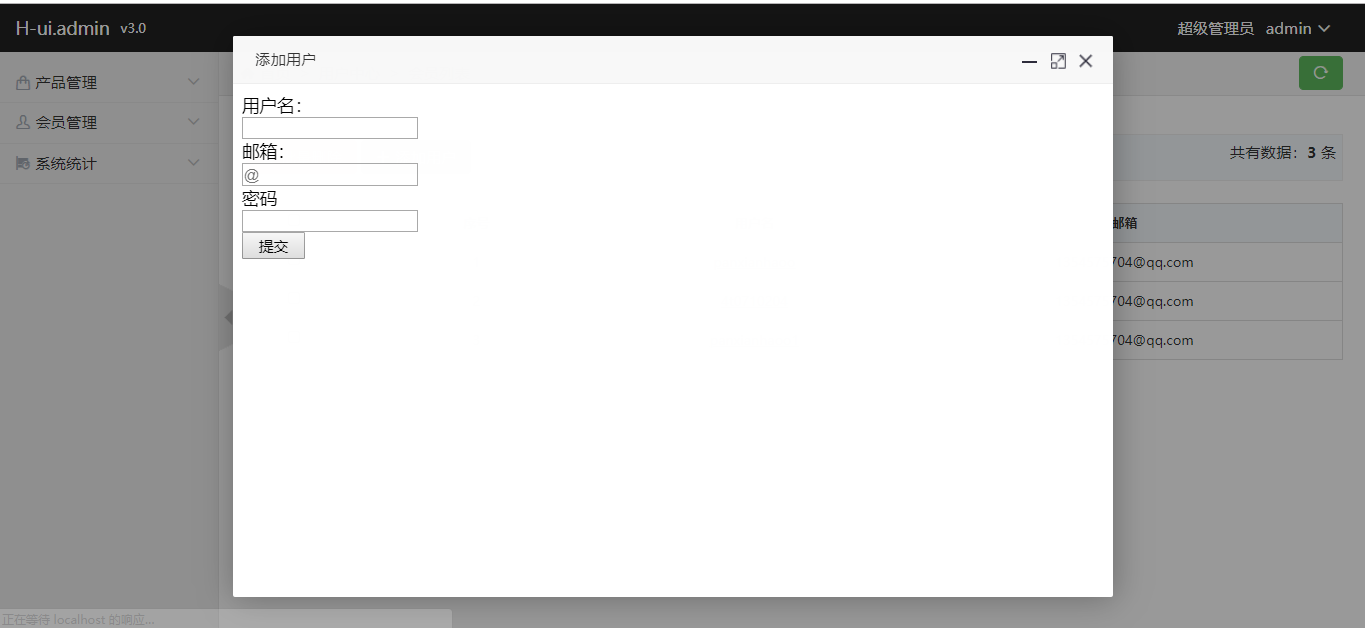 H-ui.admin v3.0
超级管理员 admin
添加用户
产品管理
会员管理
系统统计
用户名：
邮箱：
@
密码
提交
共有数据：3 条
邮箱
704@qq.com
704@qq.com
704@qq.com
正在等待 localhost 的响应...